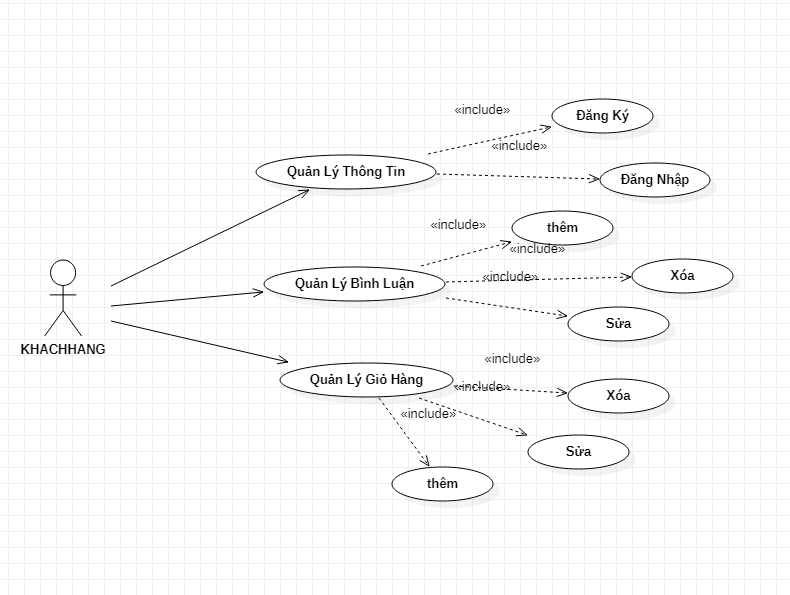 «include»
Đăng Ký
«include»
Quản Lý Thông Tin
Đăng Nhập
«include»
thêm
«include»
Quản Lý Bình Luận
«include»
Xóa
Sửa
KHACHHANG
«include»
Quản Lý Giỏ Hàng
«include»
Xóa
«include»
Sửa
thêm